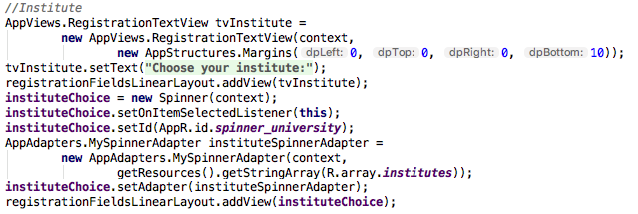 //Institute
AppViews.RegistrationTextView tvInstitute =
new AppViews.RegistrationTextView(context,
new AppStructures.Margins( dpLeft: 0, dpTop: 0, dpRight: 0, dpBottom: 10));
tvInstitute.setText("Choose your institute:");
registrationFieldsLinearLayout.addView(tvInstitute);
instituteChoice = new Spinner(context);
instituteChoice.setOnItemSelectedListener(this);
instituteChoice.setId(AppR.id.spinner_university);
AppAdapters.MySpinnerAdapter instituteSpinnerAdapter =
new AppAdapters.MySpinnerAdapter(context,
getResources().getStringArray(R.array.institutes));
instituteChoice.setAdapter(instituteSpinnerAdapter);
registrationFieldsLinearLayout.addView(instituteChoice);